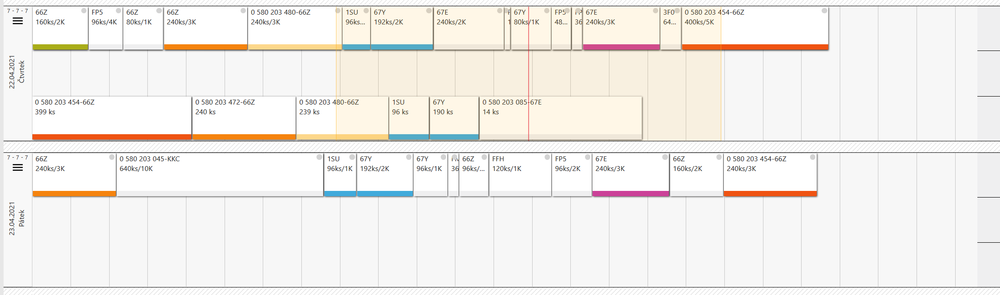 7 - 7 - 7
66Z
160ks/2K
FP5
96ks/4K
66Z
80ks/1K
66Z
240ks/3K
0 580 203 480-66Z
240ks/3K
1SU
96ks...
67Y
192ks/2K
67E
240ks/2K
67Y
80ks/1K
FP5
48...
36
67E
240ks/3K
3F0
64...
0 580 203 454-66Z
400ks/5K
22.04.2021
Čtvrtek
0 580 203 454-66Z
399 ks
0 580 203 472-66Z
240 ks
0 580 203 480-66Z
239 ks
1SU
96 ks
67Y
190 ks
0 580 203 085-67E
14 ks
7 - 7 - 7
66Z
240ks/3K
0 580 203 045-KKC
640ks/10K
1SU
96ks/1K
67Y
192ks/2K
67Y
96ks/1K
36
66Z
96ks/...
FFH
120ks/1K
FP5
96ks/2K
67E
240ks/3K
66Z
160ks/2K
0 580 203 454-66Z
240ks/3K
23.04.2021
Pátek